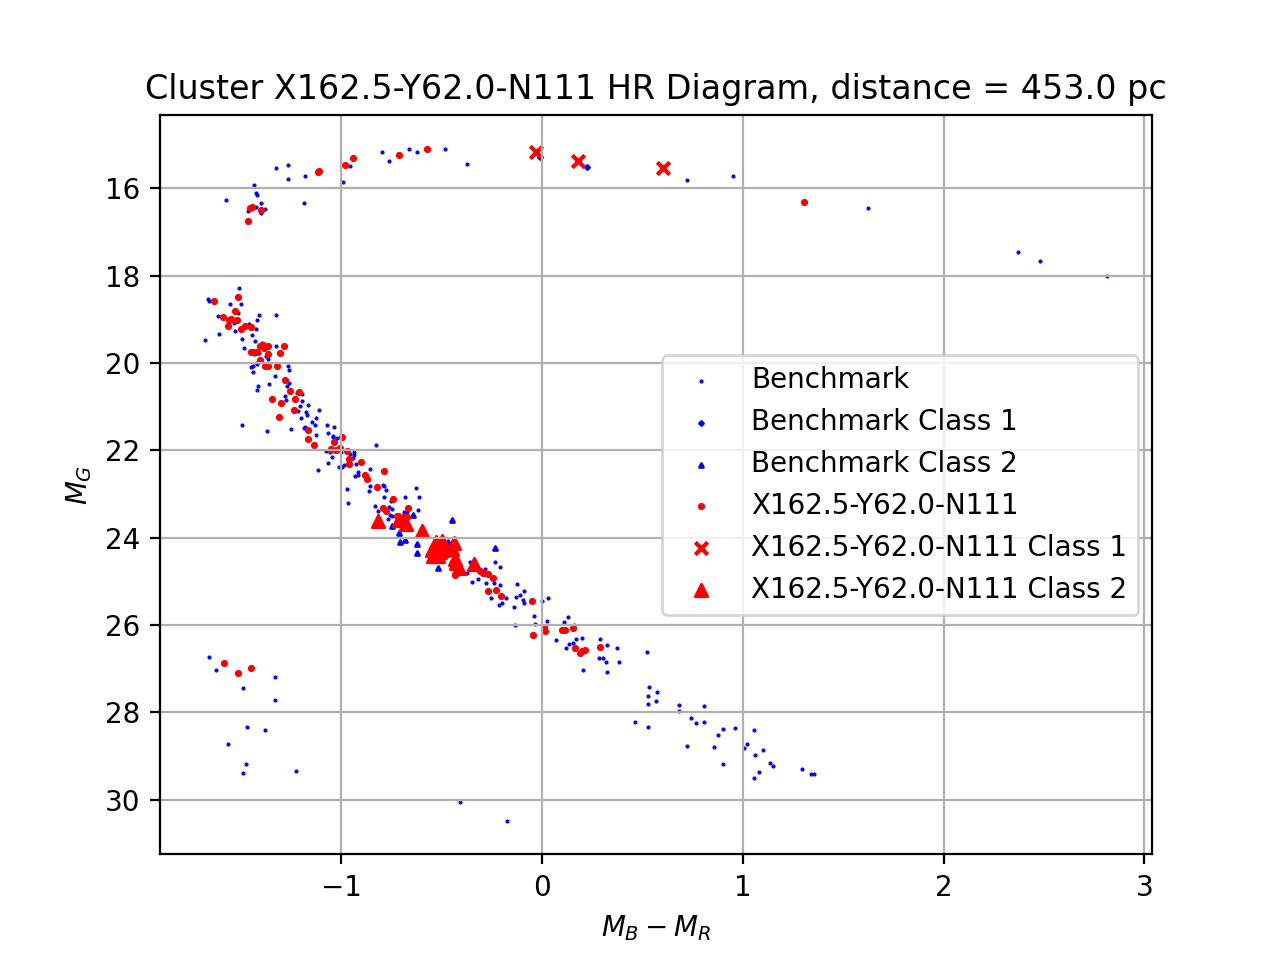 Cluster X162.5-Y62.0-N111 HR Diagram, distance = 453.0 pc
16
18
20
22
24
26
28
30
M_G
Benchmark
Benchmark Class 1
Benchmark Class 2
X162.5-Y62.0-N111
X162.5-Y62.0-N111 Class 1
X162.5-Y62.0-N111 Class 2
−1 0 1 2 3
M_B − M_R